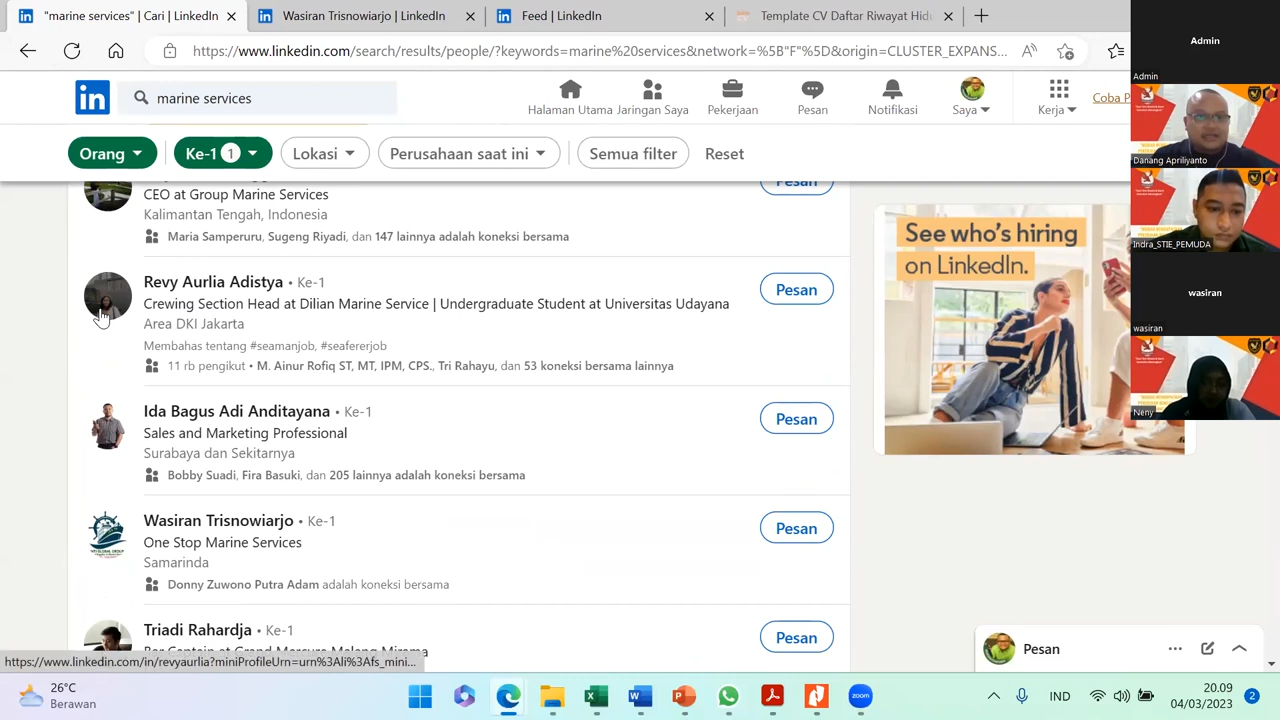 "marine services" | Cari | Li
Wasiran Trisnowiarjo | LinkedIn
Feed | LinkedIn
Template CV Daftar Riwayat Hidu
https://www.linkedin.com/search/results/people/?keywords=marine%20services&network=%5B"F"%5D&origin=CLUSTER_EXPANS...
in
marine services
Halaman Utama
Jaringan Saya
Pekerjaan
Pesan
Notifikasi
Saya
Kerja
Coba P
Orang
Ke-1 1
Lokasi
Perusahaan saat ini
Semua filter
Reset
CEO at Group Marine Services
Pesan
Kalimantan Tengah, Indonesia
Maria Samperuru, Sugeng Riyadi, dan 147 lainnya adalah koneksi bersama
Revy Aurlia Adistya • Ke-1
Crewing Section Head at Dilian Marine Service | Undergraduate Student at Universitas Udayana
Pesan
Area DKI Jakarta
Membahas tentang #seamanjob, #seafererjob
11 rb pengikut • M. Ainur Rofiq ST, MT, IPM, CPS., Tri Rahayu, dan 53 koneksi bersama lainnya
Ida Bagus Adi Anditayana • Ke-1
Sales and Marketing Professional
Pesan
Surabaya dan Sekitarnya
Bobby Suadi, Fira Basuki, dan 205 lainnya adalah koneksi bersama
Wasiran Trisnowiarjo • Ke-1
One Stop Marine Services
Pesan
Samarinda
Donny Zuwono Putra Adam adalah koneksi bersama
Triadi Rahardja • Ke-1
Pesan
https://www.linkedin.com/in/revyaurlia?miniProfileUrn=urn%3Ali%3Afs_mini...
See who's hiring
on LinkedIn.
Pesan
Admin
Admin
Danang Apriliyanto
Indra_STIE_PEMUDA
wasiran
wasiran
Neny
26°C
Berawan
zoom
IND
20.09
04/03/2023
2